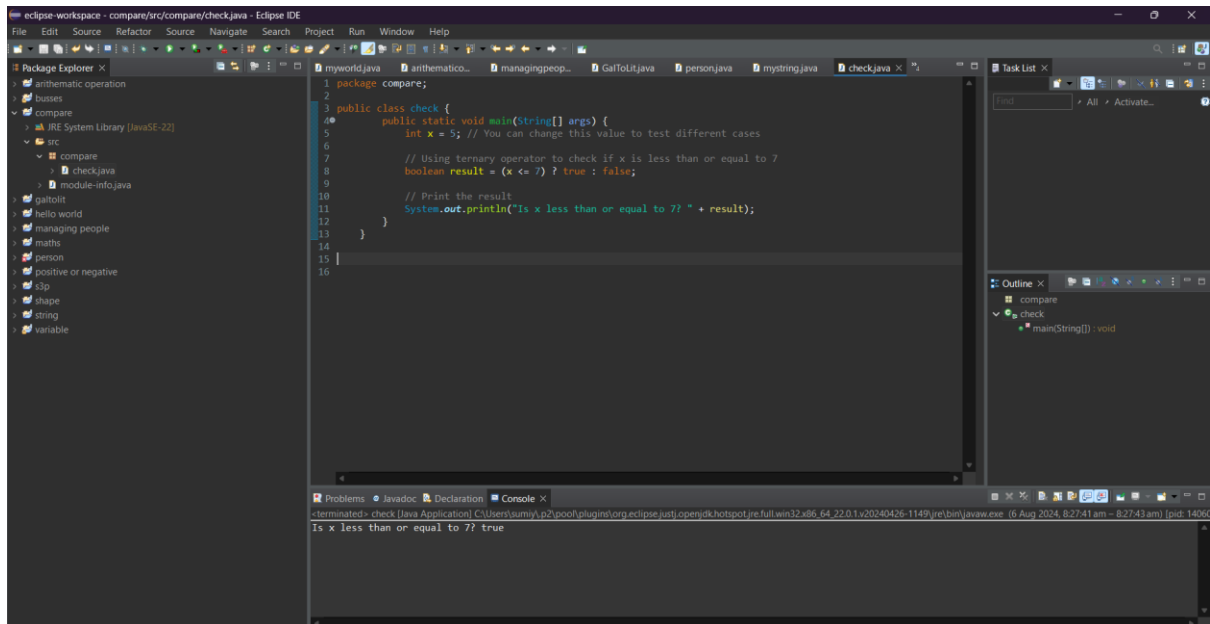 eclipse-workspace - compare/src/compare/check.java - Eclipse IDE
File Edit Source Refactor Source Navigate Search Project Run Window Help
Package Explorer
arithematic operation
busses
compare
JRE System Library [JavaSE-22]
src
compare
check.java
module-info.java
galtolit
hello world
managing people
maths
person
positive or negative
s3p
shape
string
variable
myworld.java arithematico... managingpeop... GalToLit.java person.java mystring.java check.java
1 package compare;
2
3 public class check {
4 public static void main(String[] args) {
5 int x = 5; // You can change this value to test different cases
6
7 // Using ternary operator to check if x is less than or equal to 7
8 boolean result = (x <= 7) ? true : false;
9
10 // Print the result
11 System.out.println("Is x less than or equal to 7? " + result);
12 }
13 }
14
15
16
Task List
Find All Activate...
Outline
compare
check
main(String[]) : void
Problems Javadoc Declaration Console
<terminated> check [Java Application] C:\Users\sumiy\.p2\pool\plugins\org.eclipse.justj.openjdk.hotspot.jre.full.win32.x86_64_22.0.1.v20240426-1149\jre\bin\javaw.exe (6 Aug 2024, 8:27:41 am – 8:27:43 am) [pid: 14060
Is x less than or equal to 7? true